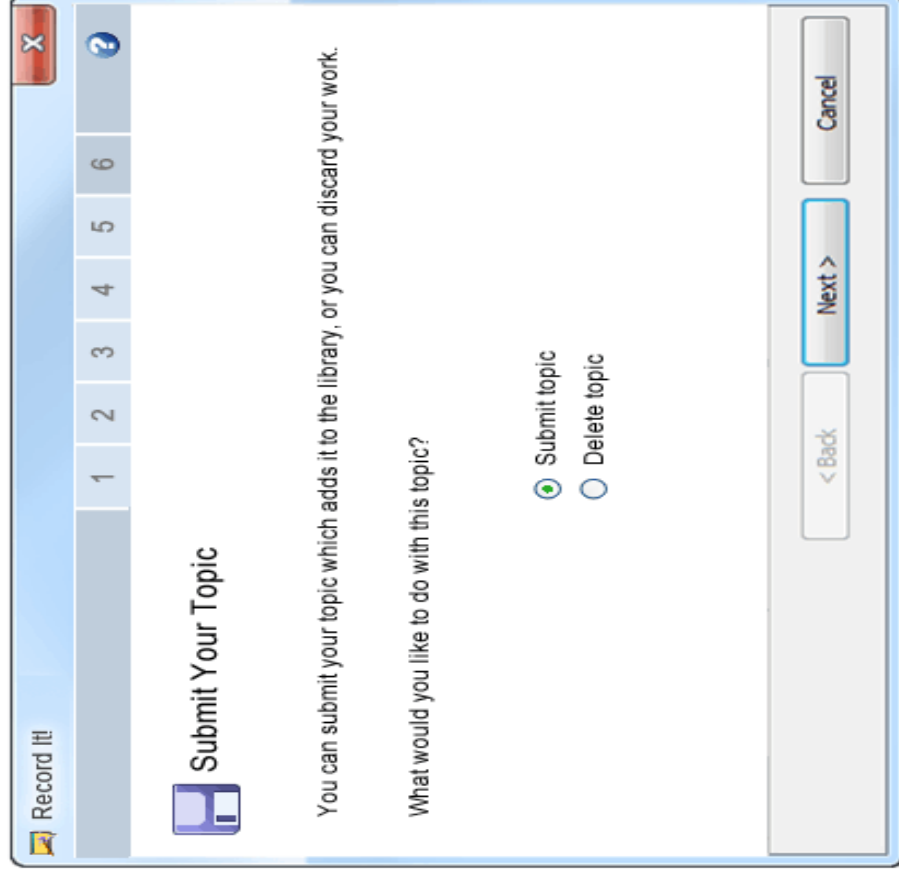 Record It!
1 2 3 4 5 6
Submit Your Topic
You can submit your topic which adds it to the library, or you can discard your work.
What would you like to do with this topic?
Submit topic
Delete topic
< Back Next > Cancel